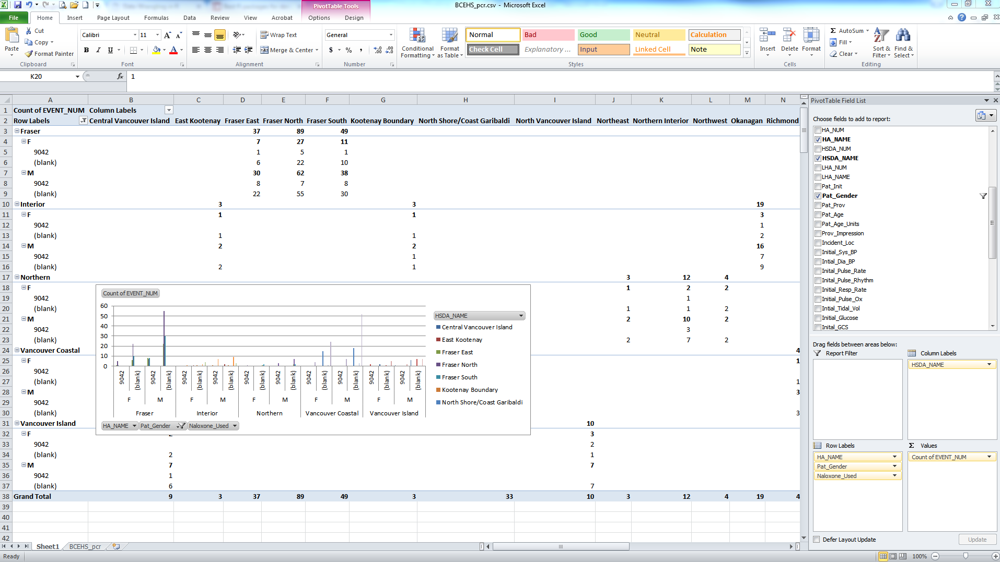 PivotTable Tools
BCEHS_pcr.csv - Microsoft Excel
File Home Insert Page Layout Formulas Data Review View Acrobat Options Design
Paste Cut Copy Format Painter
Calibri 11
B I U
Wrap Text
Merge & Center
General
$ % ,
Conditional Formatting
Format as Table
Normal Bad Good Neutral Calculation
Check Cell Explanatory ... Input Linked Cell Note
Insert Delete Format
AutoSum
Fill
Clear
Sort & Filter
Find & Select
Clipboard Font Alignment Number Styles Cells Editing
K20 fx 1
A B C D E F G H I J K L M N
1 Count of EVENT_NUM Column Labels
2 Row Labels Central Vancouver Island East Kootenay Fraser East Fraser North Fraser South Kootenay Boundary North Shore/Coast Garibaldi North Vancouver Island Northeast Northern Interior Northwest Okanagan Richmond
3 Fraser 37 89 49
4 F 7 27 11
5 9042 1 5 1
6 (blank) 6 22 10
7 M 30 62 38
8 9042 8 7 8
9 (blank) 22 55 30
10 Interior 3 3 19
11 F 1 1 3
12 9042 1
13 (blank) 1 1 2
14 M 2 2 16
15 9042 1 7
16 (blank) 2 1 9
17 Northern 3 12 4
18 F 1 2 2
19 9042 1
20 (blank) 1 1 2
21 M 2 10 2
22 9042 3
23 (blank) 2 7 2
24 Vancouver Coastal 4
25 F 1
26 9042
27 (blank) 1
28 M 3
29 9042
30 (blank) 3
31 Vancouver Island 10
32 F 3
33 9042 2
34 (blank) 2 1
35 M 7 7
36 9042 1
37 (blank) 6 7
38 Grand Total 9 3 37 89 49 3 33 10 3 12 4 19 4
39
40
41
42
Count of EVENT_NUM
60
50
40
30
20
10
0
9042 (blank) 9042 (blank) 9042 (blank) 9042 (blank) 9042 (blank) 9042 (blank) 9042 (blank) 9042 (blank) 9042 (blank) 9042 (blank)
F M F M F M F M F M
Fraser Interior Northern Vancouver Coastal Vancouver Island
HA_NAME Pat_Gender Naloxone_Used
HSDA_NAME
Central Vancouver Island
East Kootenay
Fraser East
Fraser North
Fraser South
Kootenay Boundary
North Shore/Coast Garibaldi
PivotTable Field List
Choose fields to add to report:
HA_NUM
HA_NAME
HSDA_NUM
HSDA_NAME
LHA_NUM
LHA_NAME
Pat_Init
Pat_Gender
Pat_Prov
Pat_Age
Pat_Age_Units
Prov_Impression
Incident_Loc
Initial_Sys_BP
Intial_Dia_BP
Inital_Pulse_Rate
Inital_Pulse_Rhythm
Inital_Resp_Rate
Initial_Pulse_Ox
Intial_Tidal_Vol
Initial_Glucose
Inital_GCS
Drag fields between areas below:
Report Filter Column Labels
HSDA_NAME
Row Labels Σ Values
HA_NAME Count of EVENT_NUM
Pat_Gender
Naloxone_Used
Defer Layout Update Update
Sheet1 BCEHS_pcr
Ready 100%